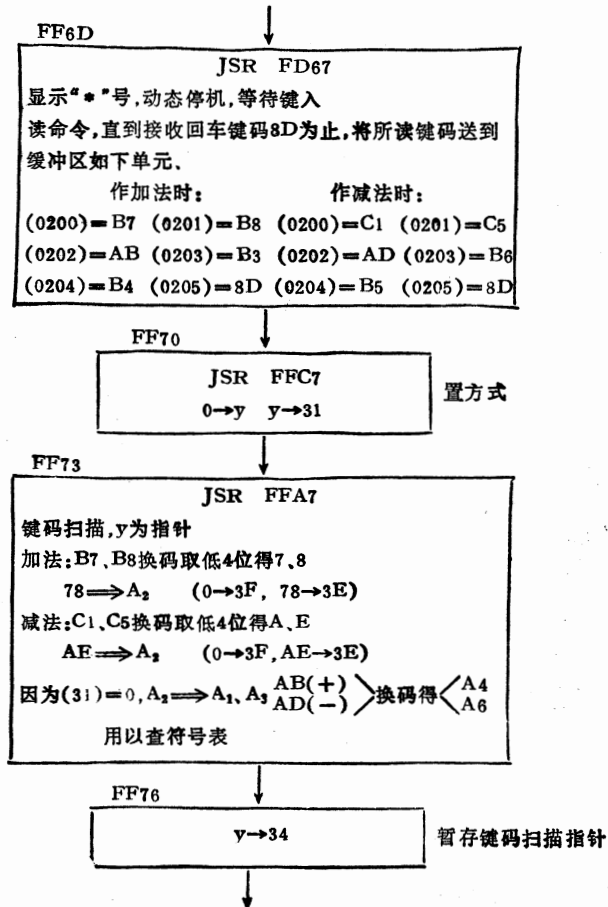 FF6D
JSR FD67
显示“*”号,动态停机,等待键入
读命令,直到接收回车键码8D为止,将所读键码送到
缓冲区如下单元、
作加法时: 作减法时:
(0200)=B7 (0201)=B8 (0200)=C1 (0201)=C5
(0202)=AB (0203)=B3 (0202)=AD (0203)=B6
(0204)=B4 (0205)=8D (0204)=B5 (0205)=8D
FF70
JSR FFC7
0→y y→31
置方式
FF73
JSR FFA7
键码扫描,y为指针
加法:B7、B8换码取低4位得7、8
78⟹A₂ (0→3F, 78→3E)
减法:C1、C5换码取低4位得A、E
AE⟹A₂ (0→3F,AE→3E)
因为(31)=0,A₂⟹A₁、A₃ AB(+) AD(−) 换码得 A4 A6
用以查符号表
FF76
y→34
暂存键码扫描指针